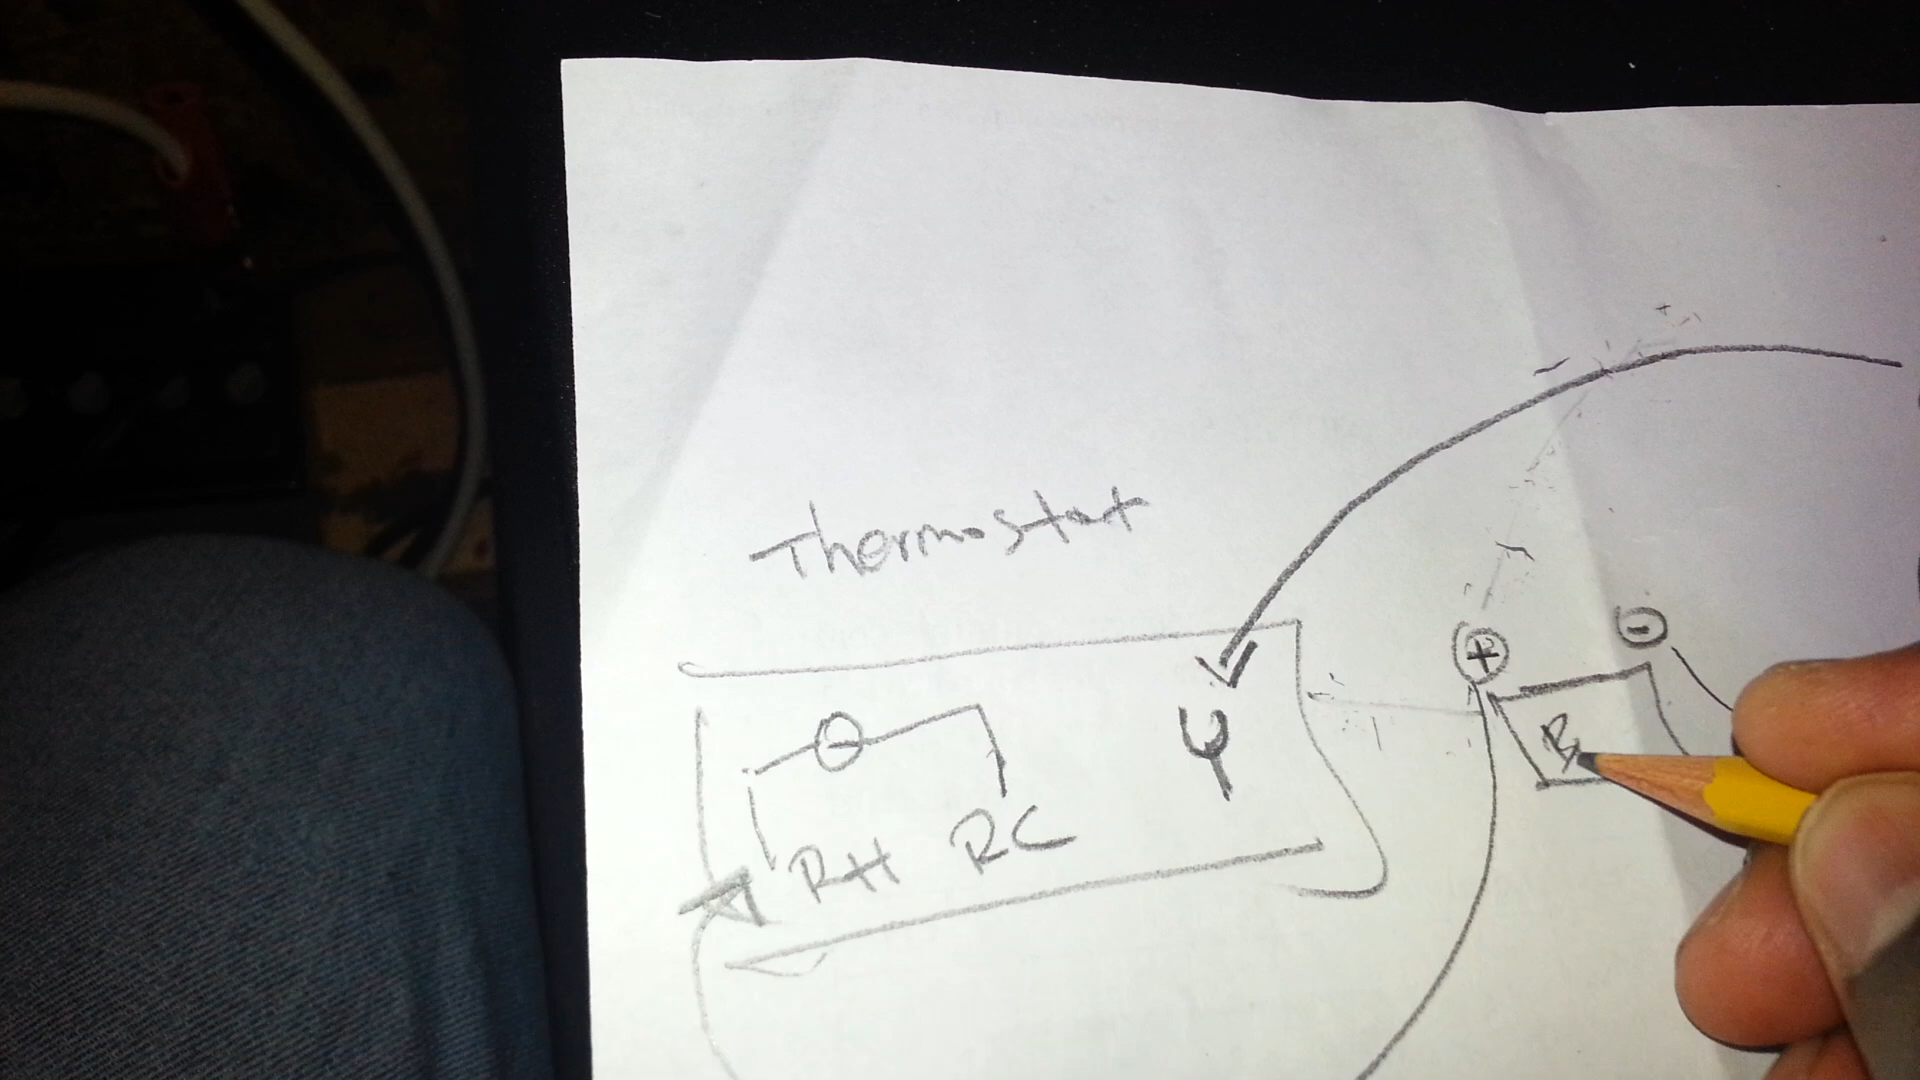 Thermostat
+ -
Y
B
RH RC